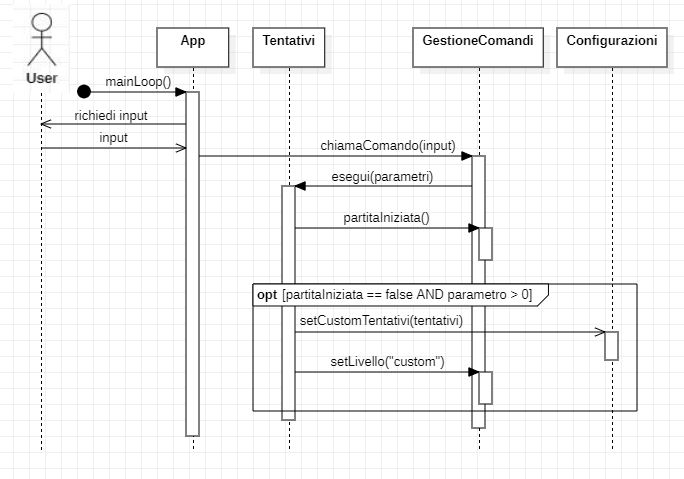 User
App
Tentativi
GestioneComandi
Configurazioni
mainLoop()
richiedi input
input
chiamaComando(input)
esegui(parametri)
partitaIniziata()
opt [partitaIniziata == false AND parametro > 0]
setCustomTentativi(tentativi)
setLivello("custom")